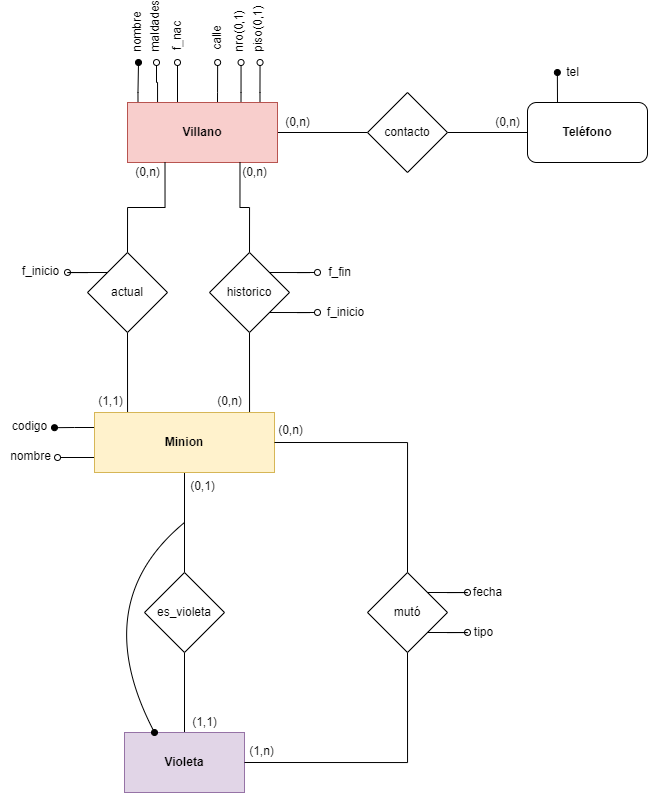 nombre
maldades
f_nac
calle
nro(0,1)
piso(0,1)
tel
Villano
(0,n)
contacto
(0,n)
Teléfono
(0,n)
(0,n)
f_inicio
actual
historico
f_fin
f_inicio
(1,1)
(0,n)
codigo
nombre
Minion
(0,n)
(0,1)
es_violeta
mutó
fecha
tipo
(1,1)
Violeta
(1,n)